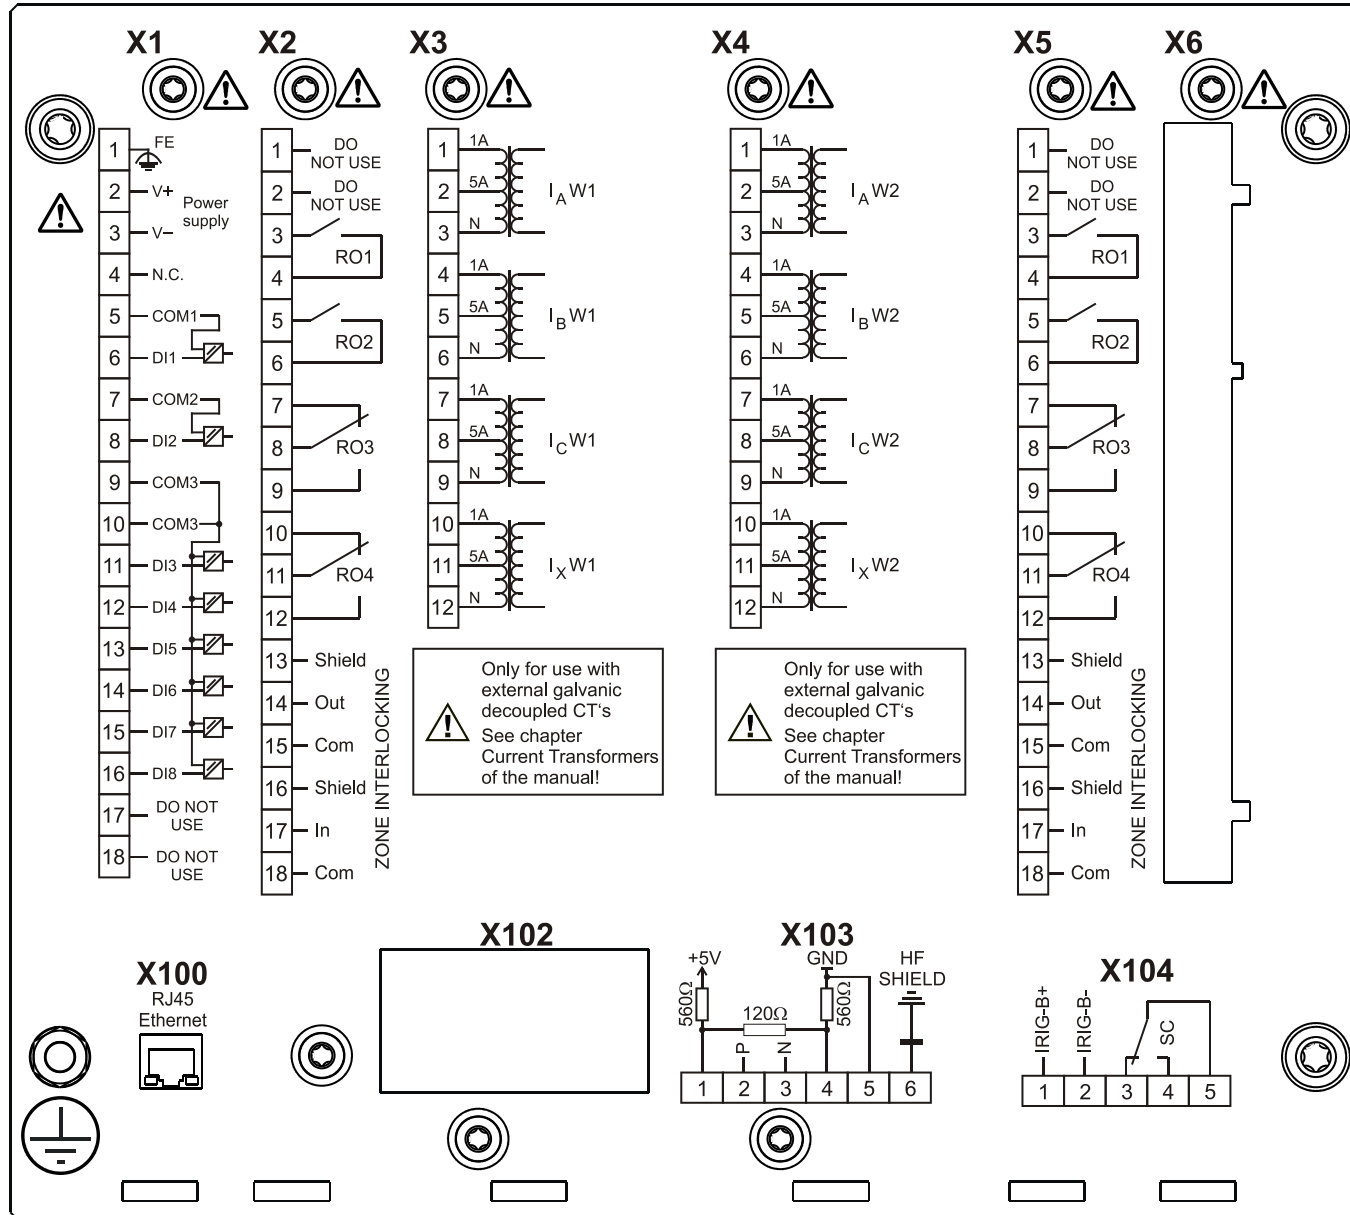 X1 X2 X3 X4 X5 X6
1 FE
2 V+
Power
supply
3 V–
4 N.C.
5 COM1
6 DI1
7 COM2
8 DI2
9 COM3
10 COM3
11 DI3
12 DI4
13 DI5
14 DI6
15 DI7
16 DI8
17 DO NOT
USE
18 DO NOT
USE
1 DO
NOT USE
2 DO
NOT USE
3
RO1
4
5
RO2
6
7
8 RO3
9
10
11 RO4
12
13 Shield
14 Out
15 Com
16 Shield
17 In
18 Com
ZONE INTERLOCKING
1 1A
2 5A IA W1
3 N
4 1A
5 5A IB W1
6 N
7 1A
8 5A IC W1
9 N
10 1A
11 5A IX W1
12 N
Only for use with
external galvanic
decoupled CT‘s
See chapter
Current Transformers
of the manual!
1 1A
2 5A IA W2
3 N
4 1A
5 5A IB W2
6 N
7 1A
8 5A IC W2
9 N
10 1A
11 5A IX W2
12 N
Only for use with
external galvanic
decoupled CT‘s
See chapter
Current Transformers
of the manual!
1 DO
NOT USE
2 DO
NOT USE
3
RO1
4
5
RO2
6
7
8 RO3
9
10
11 RO4
12
13 Shield
14 Out
15 Com
16 Shield
17 In
18 Com
ZONE INTERLOCKING
X100
RJ45
Ethernet
X102
X103
+5V GND HF
SHIELD
560Ω 120Ω 560Ω
P N
1 2 3 4 5 6
X104
IRIG-B+ IRIG-B- SC
1 2 3 4 5